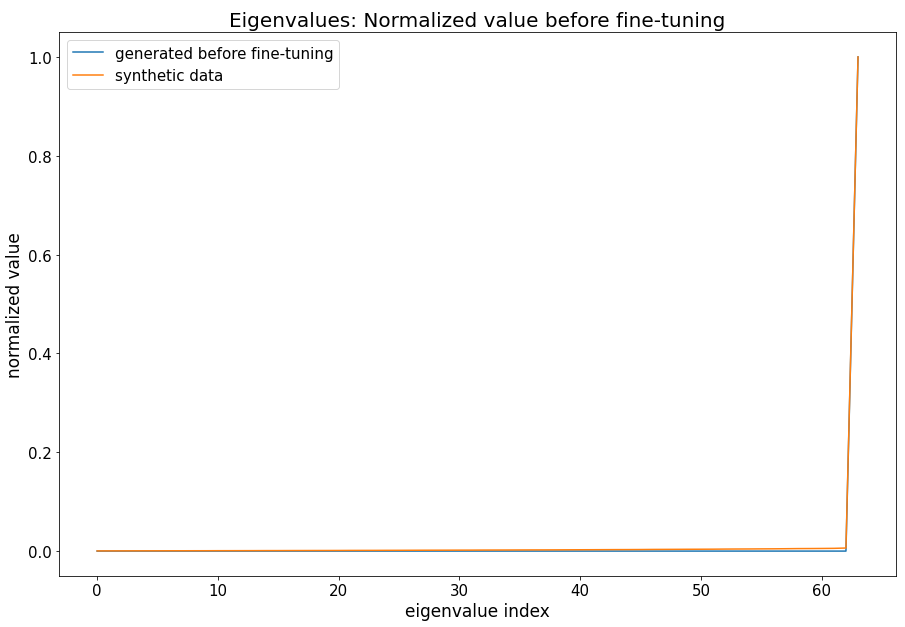 Eigenvalues: Normalized value before fine-tuning
generated before fine-tuning
synthetic data
normalized value
1.0
0.8
0.6
0.4
0.2
0.0
0 10 20 30 40 50 60
eigenvalue index